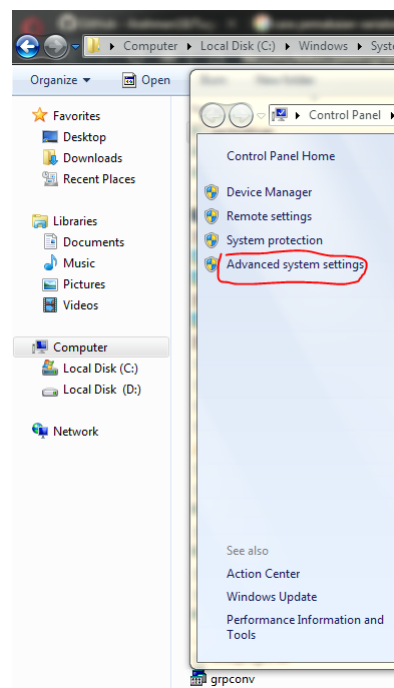 Computer ▸ Local Disk (C:) ▸ Windows ▸ Syst
Organize
Open
Favorites
Desktop
Downloads
Recent Places
Libraries
Documents
Music
Pictures
Videos
Computer
Local Disk (C:)
Local Disk (D:)
Network
Control Panel
Control Panel Home
Device Manager
Remote settings
System protection
Advanced system settings
See also
Action Center
Windows Update
Performance Information and
Tools
grpconv